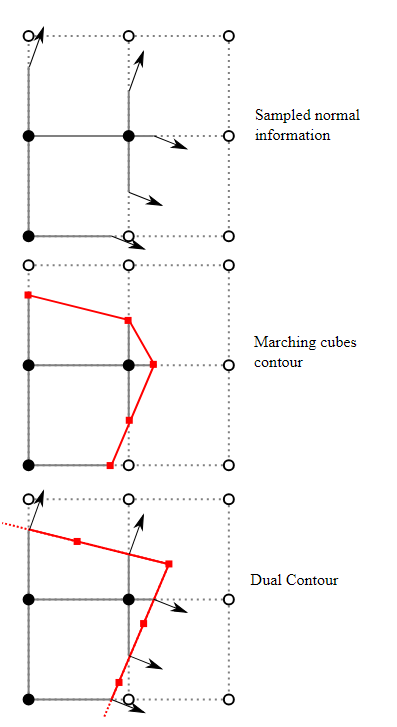 Sampled normal
information
Marching cubes
contour
Dual Contour